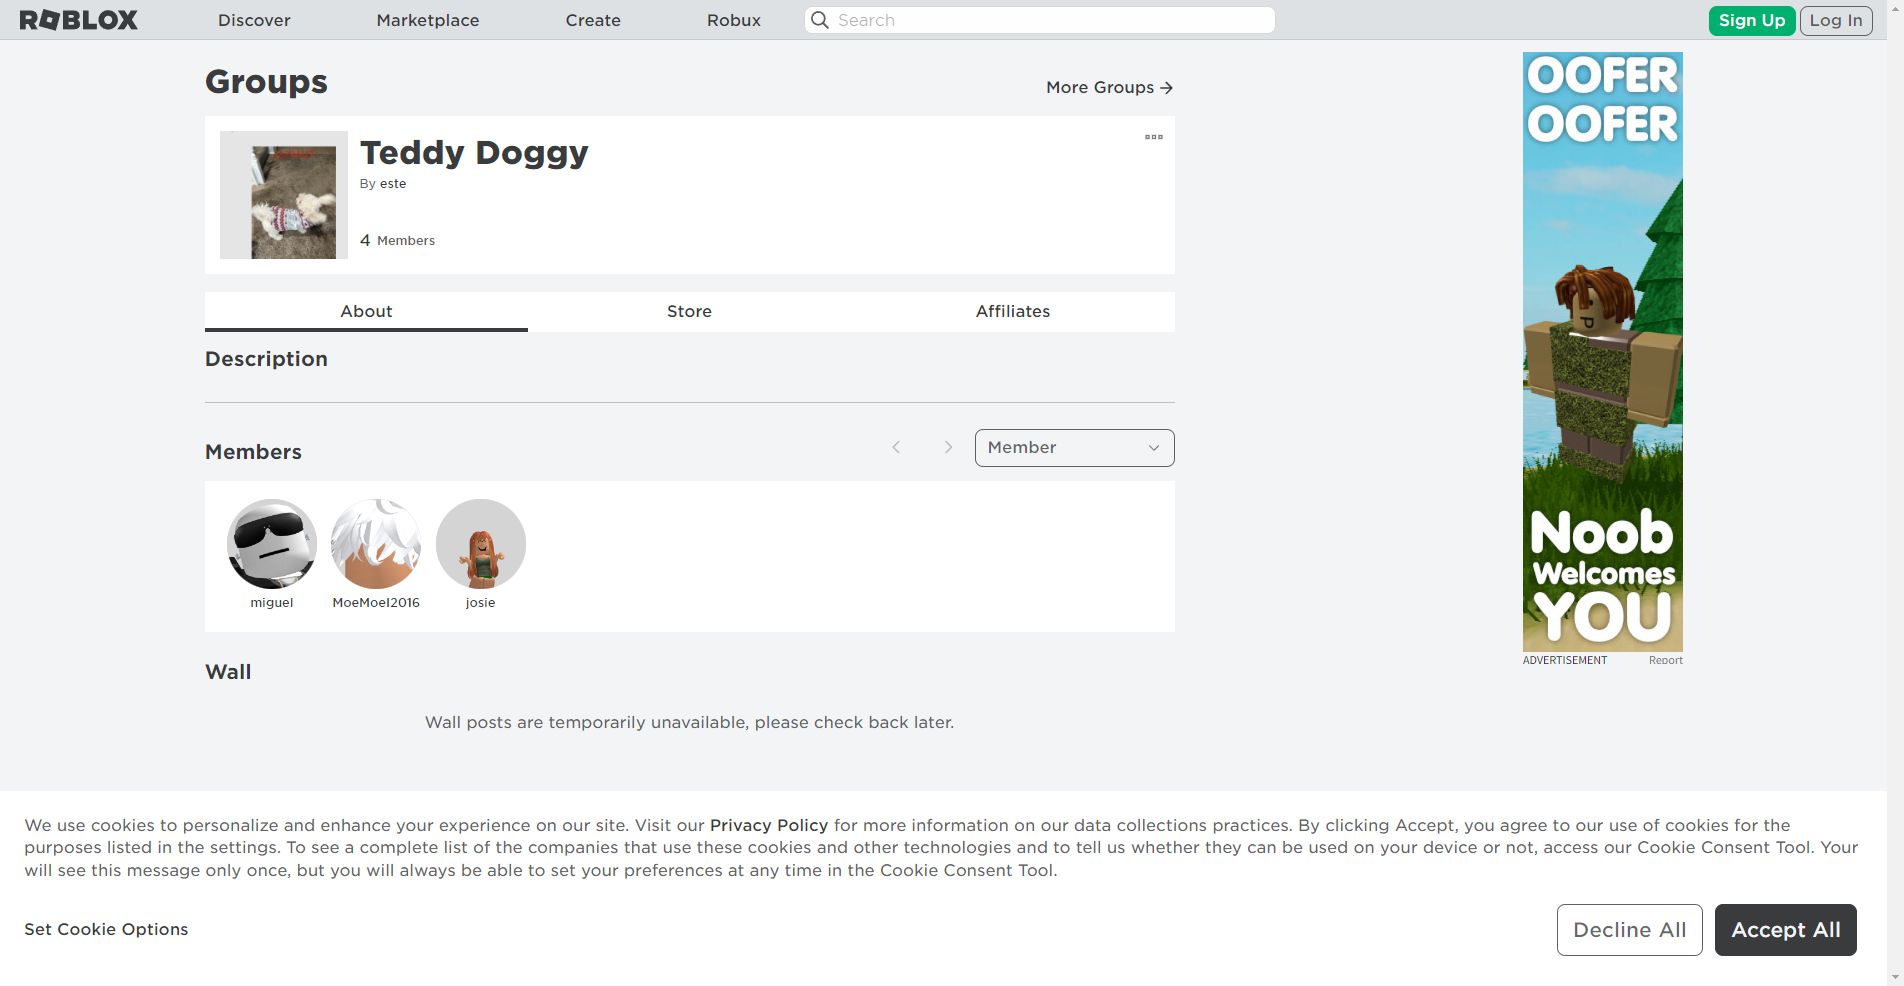 ROBLOX
Discover
Marketplace
Create
Robux
Search
Sign Up
Log In
Groups
More Groups
Teddy Doggy
By este
4 Members
About
Store
Affiliates
Description
Members
Member
miguel
MoeMoeI2016
josie
Wall
Wall posts are temporarily unavailable, please check back later.
OOFER
OOFER
Noob
Welcomes
YOU
ADVERTISEMENT
Report
We use cookies to personalize and enhance your experience on our site. Visit our Privacy Policy for more information on our data collections practices. By clicking Accept, you agree to our use of cookies for the
purposes listed in the settings. To see a complete list of the companies that use these cookies and other technologies and to tell us whether they can be used on your device or not, access our Cookie Consent Tool. Your
will see this message only once, but you will always be able to set your preferences at any time in the Cookie Consent Tool.
Set Cookie Options
Decline All
Accept All